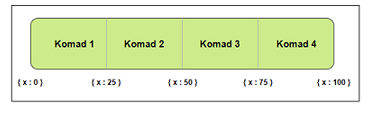 Komad 1 Komad 2 Komad 3 Komad 4
{ x : 0 } { x : 25 } { x : 50 } { x : 75 } { x : 100 }